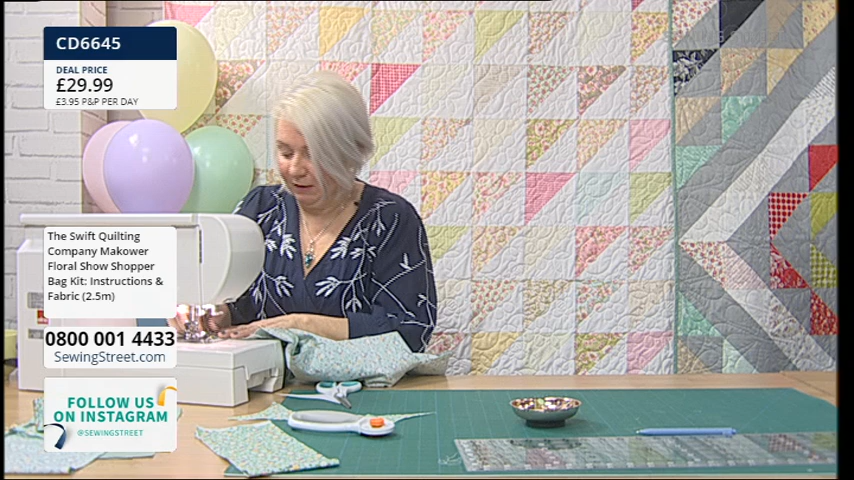 CD6645
DEAL PRICE
£29.99
£3.95 P&P PER DAY
The Swift Quilting
Company Makower
Floral Show Shopper
Bag Kit: Instructions &
Fabric (2.5m)
0800 001 4433
SewingStreet.com
FOLLOW US
ON INSTAGRAM
@SEWINGSTREET